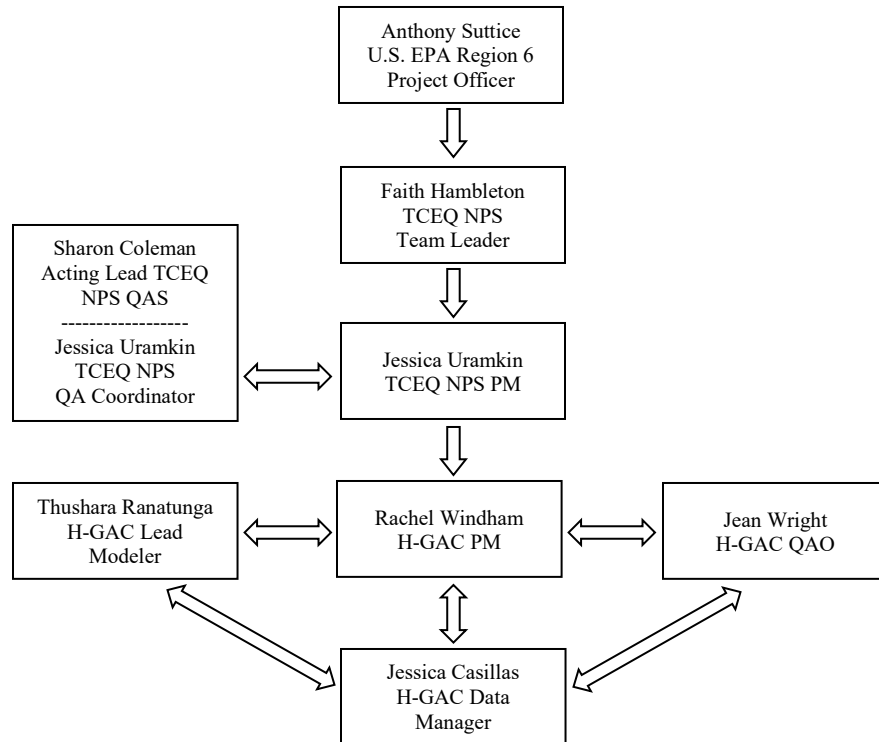 Anthony Suttice
U.S. EPA Region 6
Project Officer
Faith Hambleton
TCEQ NPS
Team Leader
Sharon Coleman
Acting Lead TCEQ
NPS QAS
------------------
Jessica Uramkin
TCEQ NPS
QA Coordinator
Jessica Uramkin
TCEQ NPS PM
Thushara Ranatunga
H-GAC Lead
Modeler
Rachel Windham
H-GAC PM
Jean Wright
H-GAC QAO
Jessica Casillas
H-GAC Data
Manager